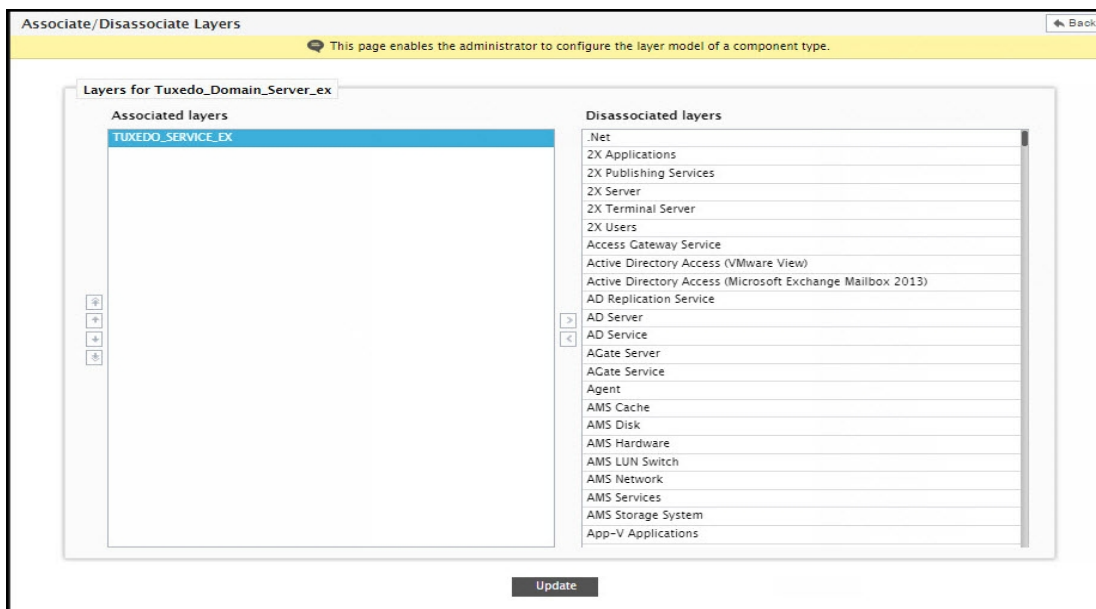 Associate/Disassociate Layers
Back
This page enables the administrator to configure the layer model of a component type.
Layers for Tuxedo_Domain_Server_ex
Associated layers
TUXEDO_SERVICE_EX
Disassociated layers
.Net
2X Applications
2X Publishing Services
2X Server
2X Terminal Server
2X Users
Access Gateway Service
Active Directory Access (VMware View)
Active Directory Access (Microsoft Exchange Mailbox 2013)
AD Replication Service
AD Server
AD Service
AGate Server
AGate Service
Agent
AMS Cache
AMS Disk
AMS Hardware
AMS LUN Switch
AMS Network
AMS Services
AMS Storage System
App-V Applications
Update